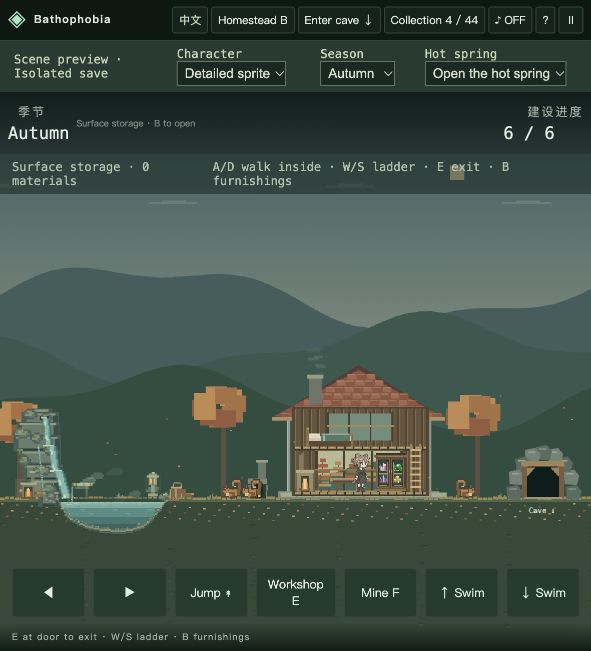 Bathophobia
中文
Homestead B
Enter cave ↓
Collection 4 / 44
♪ OFF
?
II
Scene preview ·
Isolated save
Character
Detailed sprite
Season
Autumn
Hot spring
Open the hot spring
季节
Autumn
Surface storage · B to open
建设进度
6 / 6
Surface storage · 0
materials
A/D walk inside · W/S ladder · E exit · B
furnishings
Cave ↓
◀
▶
Jump ↟
Workshop
E
Mine F
↑ Swim
↓ Swim
E at door to exit · W/S ladder · B furnishings